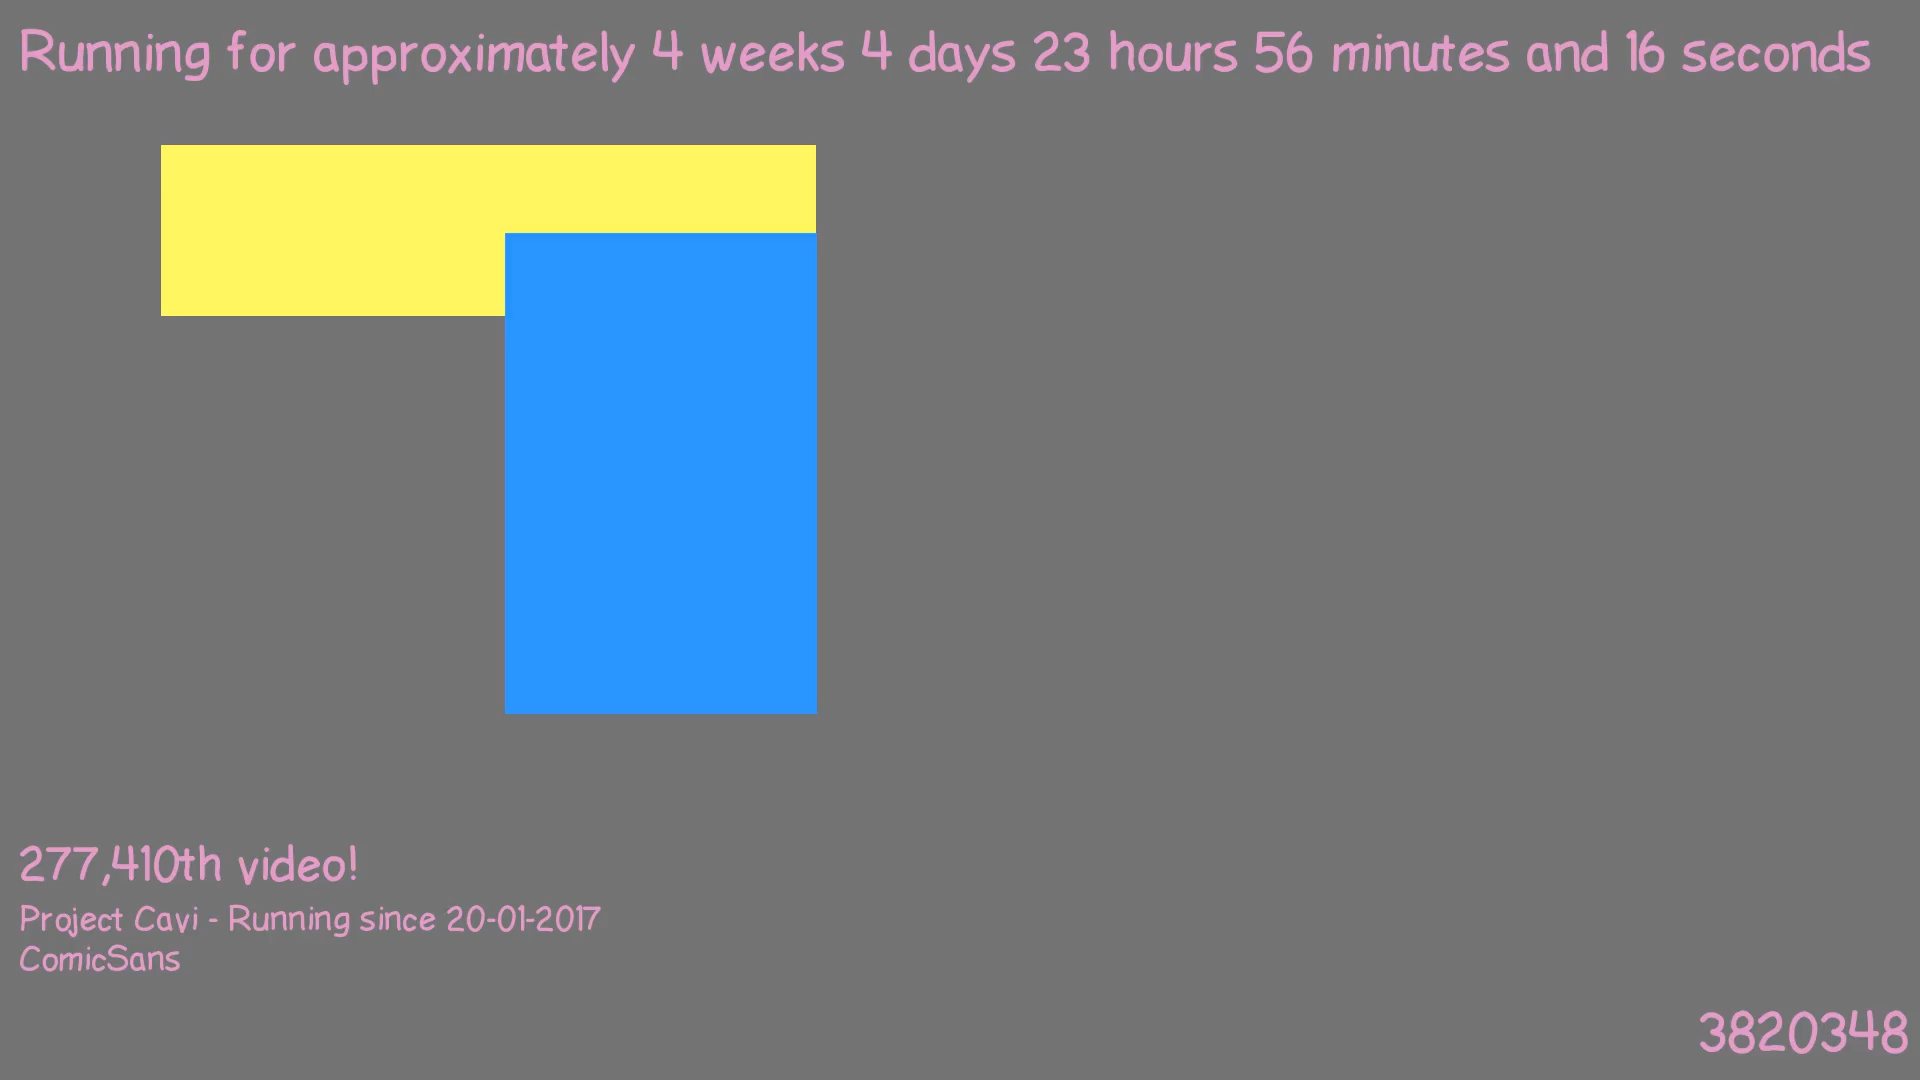 Running for approximately 4 weeks 4 days 23 hours 56 minutes and 16 seconds
277,410th video!
Project Cavi - Running since 20-01-2017
ComicSans
3820348